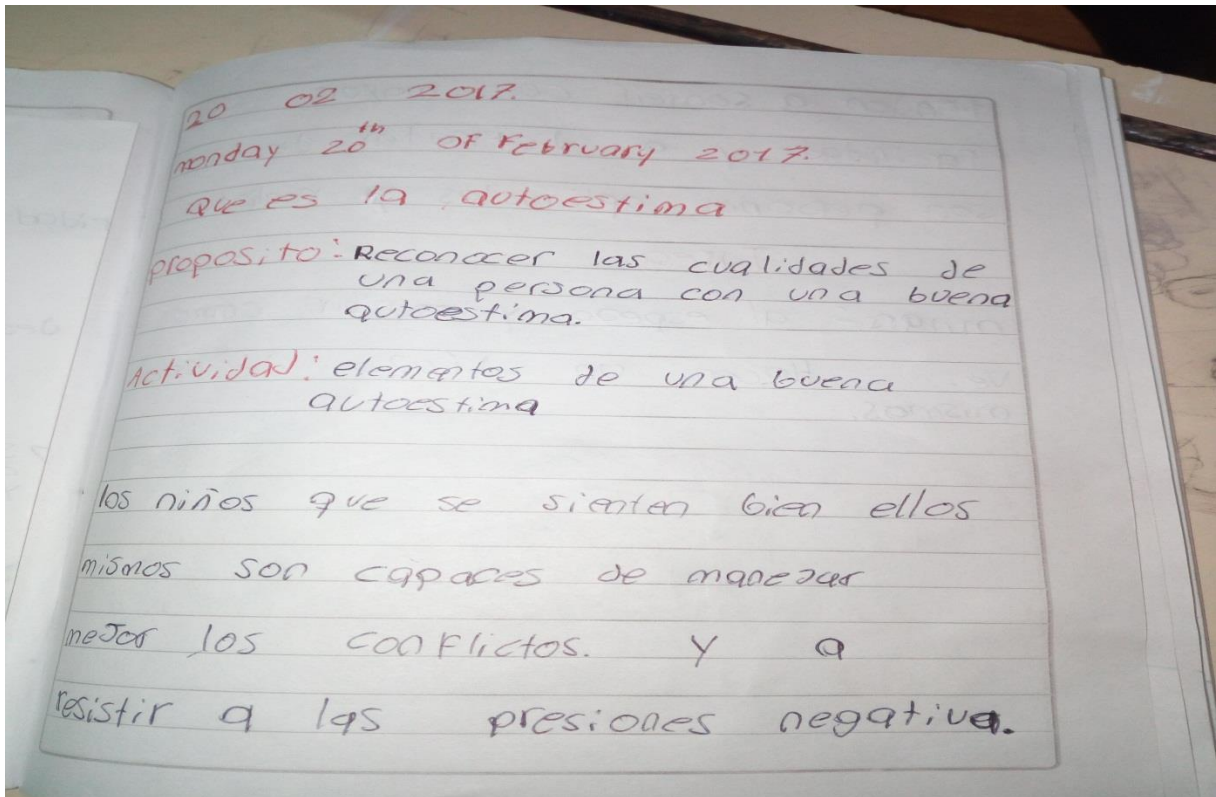 20 02 2017.
monday 20th OF February 2017.
que es la autoestima
proposito: Reconocer las cualidades de
una persona con una buena
autoestima.
Actividad: elementos de una buena
autoestima
los niños que se sienten bien ellos
mismos son capaces de manejar
mejor los conflictos. y a
resistir a las presiones negativa.